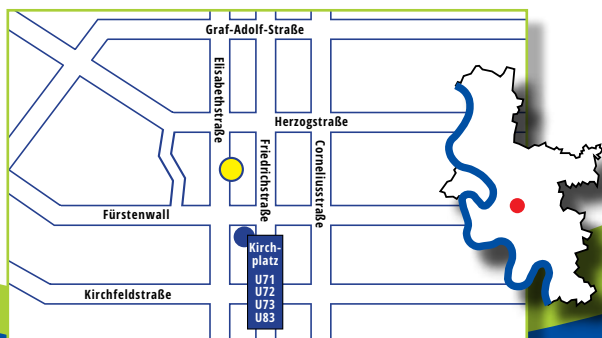 Graf-Adolf-Straße
Elisabethstraße
Herzogstraße
Friedrichstraße
Corneliusstraße
Fürstenwall
Kirch-
platz
U71
U72
U73
U83
Kirchfeldstraße